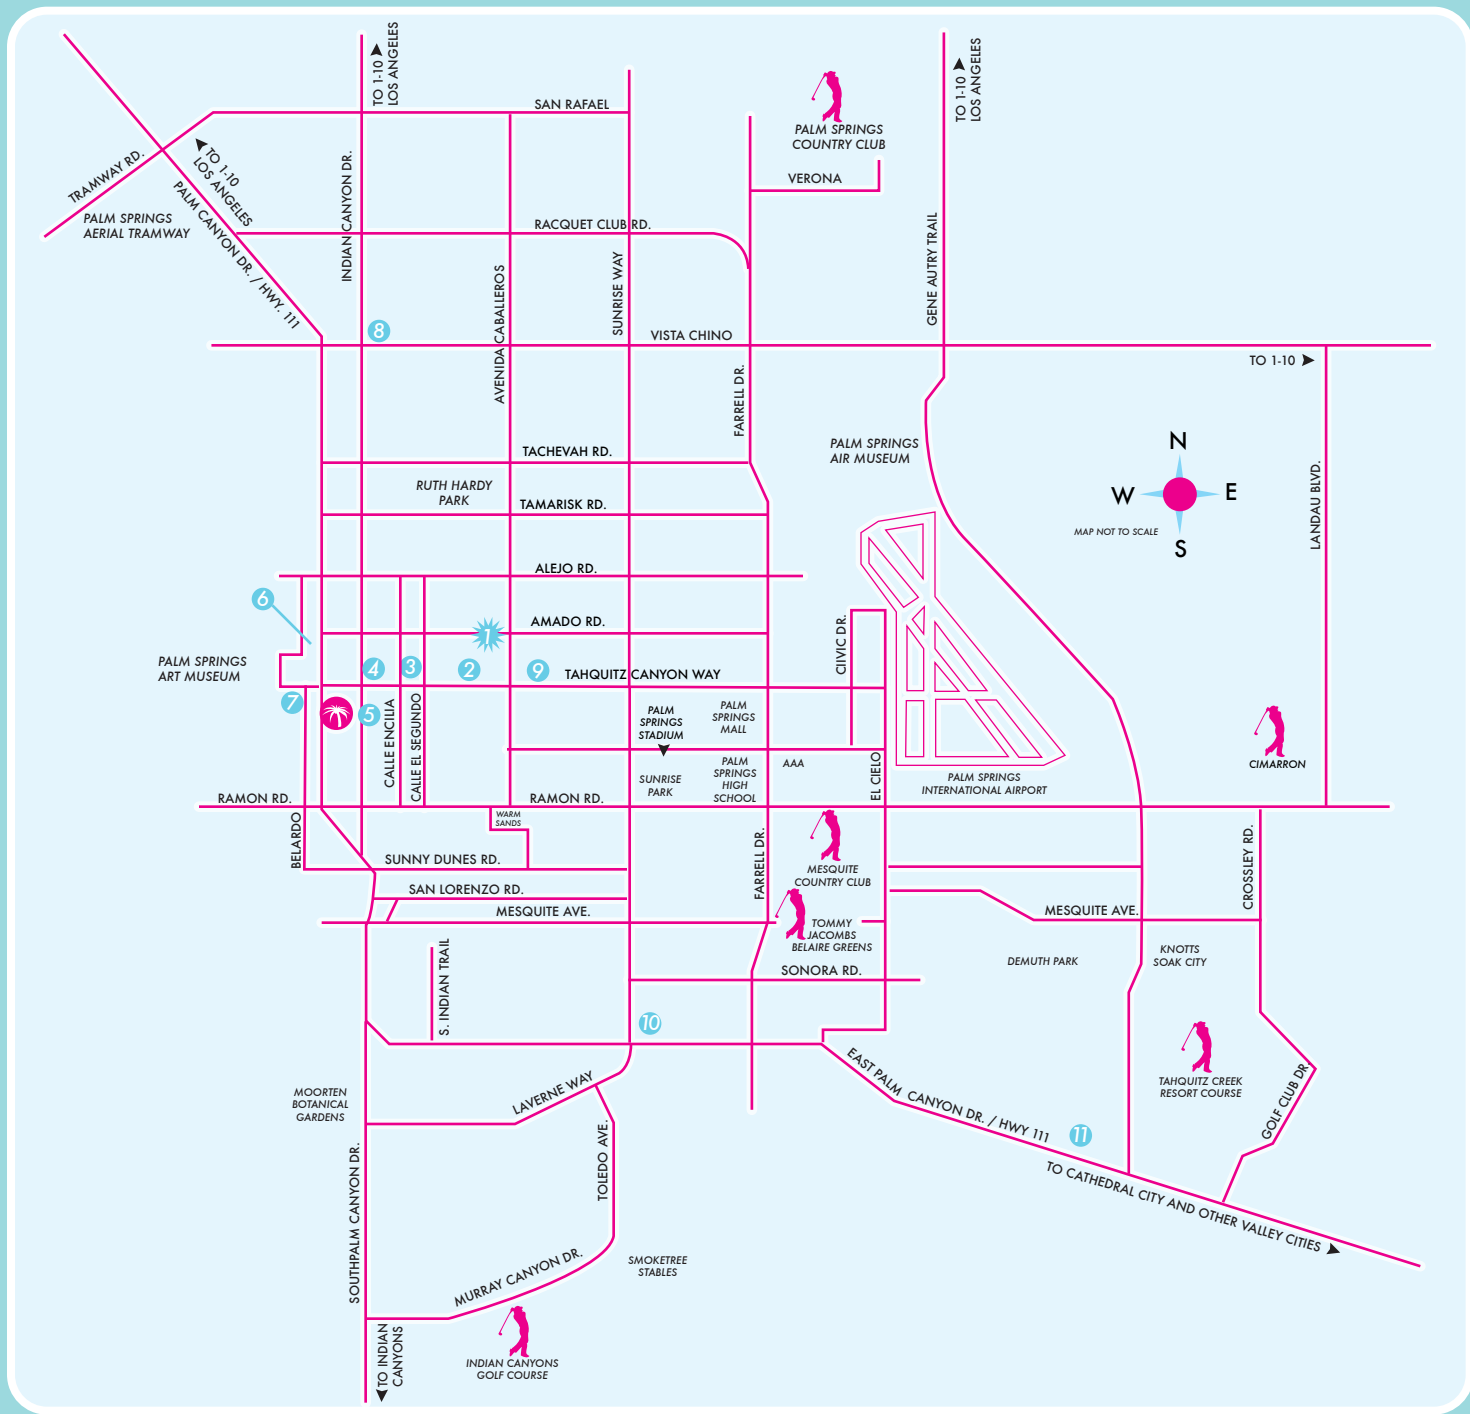 TO 1-10
LOS ANGELES
TO 1-10
LOS ANGELES
SAN RAFAEL
PALM SPRINGS
COUNTRY CLUB
TRAMWAY RD.
TO 1-10
LOS ANGELES
VERONA
INDIAN CANYON DR.
PALM SPRINGS
AERIAL TRAMWAY
PALM CANYON DR. / HWY. 111
RACQUET CLUB RD.
GENE AUTRY TRAIL
SUNRISE WAY
AVENIDA CABALLEROS
8
VISTA CHINO
TO 1-10
FARRELL DR.
PALM SPRINGS
AIR MUSEUM
N
W
E
S
MAP NOT TO SCALE
LANDAU BLVD.
TACHEVAH RD.
RUTH HARDY
PARK
TAMARISK RD.
ALEJO RD.
6
AMADO RD.
1
CIIVIC DR.
PALM SPRINGS
ART MUSEUM
4
3
2
9
TAHQUITZ CANYON WAY
7
5
CALLE ENCILIA
CALLE EL SEGUNDO
PALM
SPRINGS
STADIUM
PALM
SPRINGS
MALL
SUNRISE
PARK
PALM
SPRINGS
HIGH
SCHOOL
AAA
EL CIELO
PALM SPRINGS
INTERNATIONAL AIRPORT
CIMARRON
RAMON RD.
RAMON RD.
WARM
SANDS
BELARDO
SUNNY DUNES RD.
FARRELL DR.
MESQUITE
COUNTRY CLUB
CROSSLEY RD.
SAN LORENZO RD.
MESQUITE AVE.
MESQUITE AVE.
TOMMY
JACOBBS
BELAIRE GREENS
S. INDIAN TRAIL
SONORA RD.
DEMUTH PARK
KNOTTS
SOAK CITY
10
EAST PALM CANYON DR. / HWY 111
TAHQUITZ CREEK
RESORT COURSE
GOLF CLUB DR.
MOORTEN
BOTANICAL
GARDENS
LAVERNE WAY
11
TOLEDO AVE.
TO CATHEDRAL CITY AND OTHER VALLEY CITIES
SOUTHPALM CANYON DR.
SMOKETREE
STABLES
MURRAY CANYON DR.
TO INDIAN
CANYONS
INDIAN CANYONS
GOLF COURSE